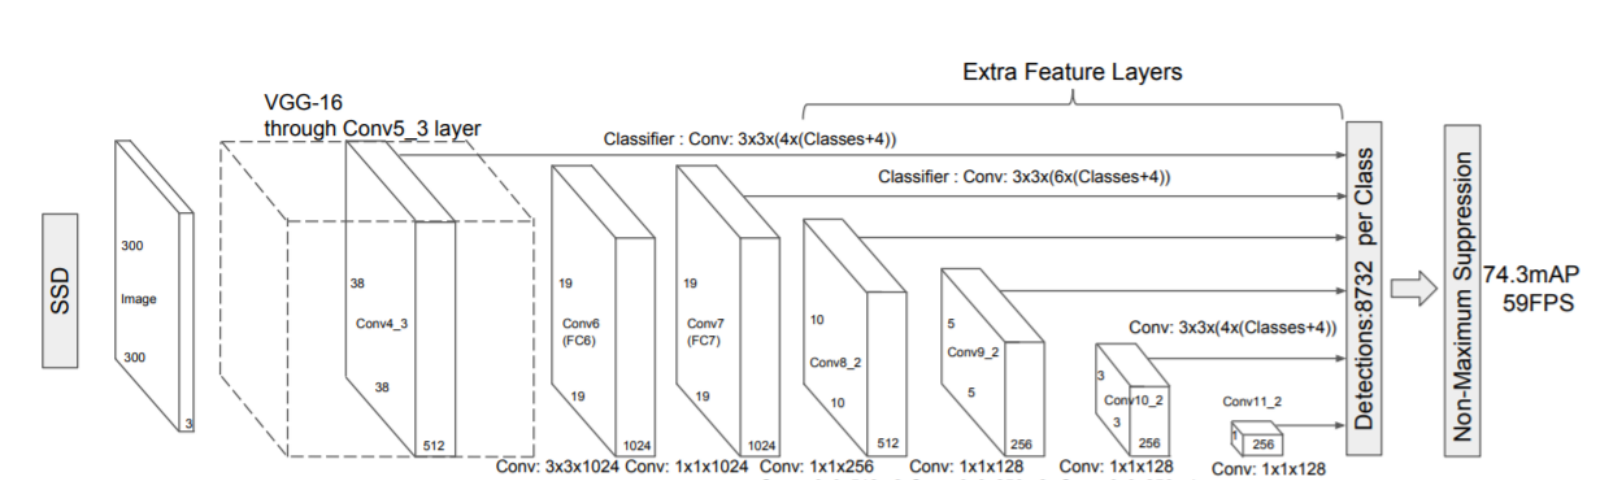 Extra Feature Layers
VGG-16
through Conv5_3 layer
Classifier : Conv: 3x3x(4x(Classes+4))
Classifier : Conv: 3x3x(6x(Classes+4))
SSD
300
Image
300
3
38
Conv4_3
38
512
19
Conv6
(FC6)
19
1024
19
Conv7
(FC7)
19
1024
10
Conv8_2
10
512
5
Conv9_2
5
256
Conv: 3x3x(4x(Classes+4))
3
Conv10_2
3
256
Conv11_2
1
256
Detections:8732 per Class
Non-Maximum Suppression
74.3mAP
59FPS
Conv: 3x3x1024
Conv: 1x1x1024
Conv: 1x1x256
Conv: 1x1x128
Conv: 1x1x128
Conv: 1x1x128